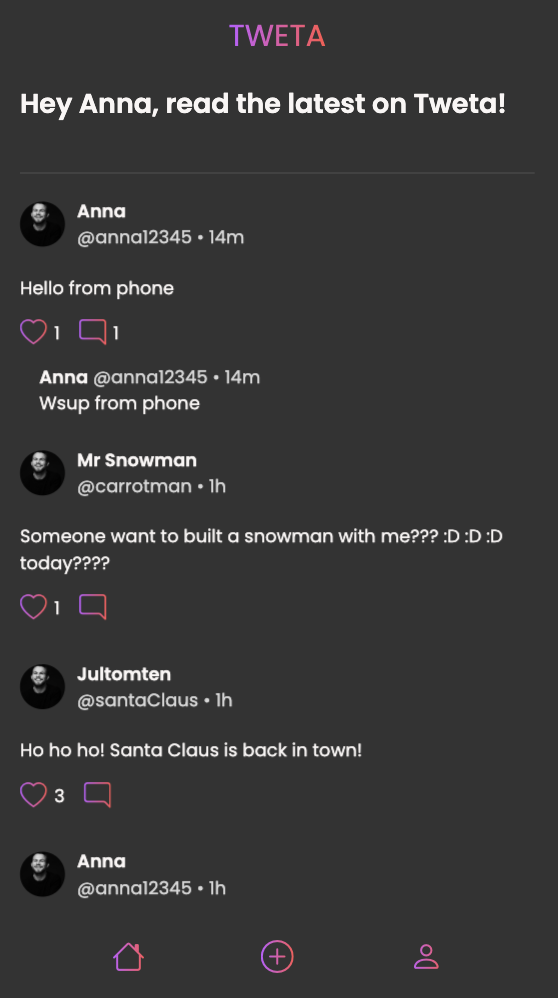 TWETA
Hey Anna, read the latest on Tweta!
Anna
@anna12345 • 14m
Hello from phone
1 1
Anna @anna12345 • 14m
Wsup from phone
Mr Snowman
@carrotman • 1h
Someone want to built a snowman with me??? :D :D :D
today????
1
Jultomten
@santaClaus • 1h
Ho ho ho! Santa Claus is back in town!
3
Anna
@anna12345 • 1h